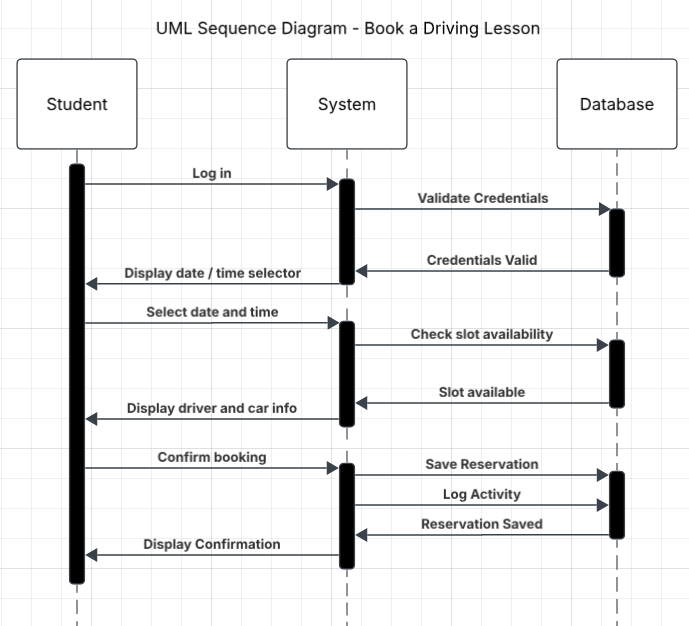 UML Sequence Diagram - Book a Driving Lesson
Student
System
Database
Log in
Validate Credentials
Credentials Valid
Display date / time selector
Select date and time
Check slot availability
Slot available
Display driver and car info
Confirm booking
Save Reservation
Log Activity
Reservation Saved
Display Confirmation